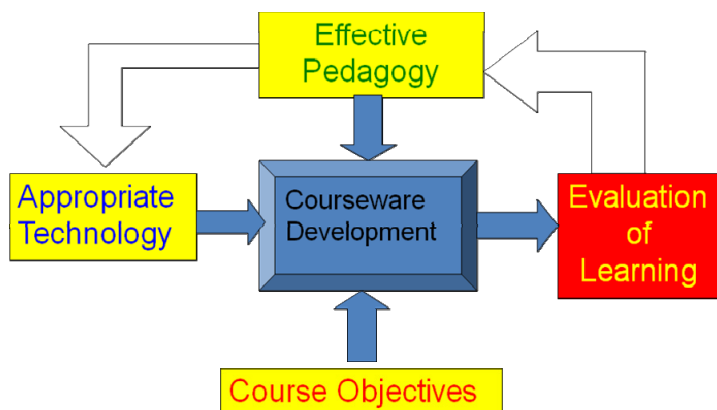 Effective
Pedagogy
Appropriate
Technology
Courseware
Development
Evaluation
of
Learning
Course Objectives